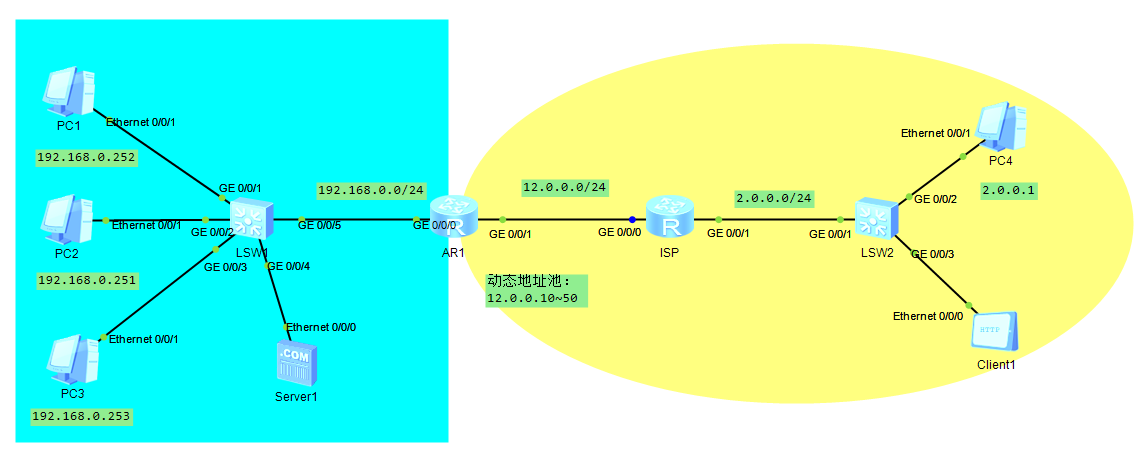 PC1
Ethernet 0/0/1
192.168.0.252
GE 0/0/1
PC2
Ethernet 0/0/1
GE 0/0/2
192.168.0.251
LSW1
GE 0/0/3
GE 0/0/4
GE 0/0/5
192.168.0.0/24
GE 0/0/0
R
AR1
PC3
Ethernet 0/0/1
192.168.0.253
Ethernet 0/0/0
.COM
Server1
12.0.0.0/24
GE 0/0/1
GE 0/0/0
动态地址池:
12.0.0.10~50
R
ISP
2.0.0.0/24
GE 0/0/1
GE 0/0/1
LSW2
GE 0/0/2
Ethernet 0/0/1
PC4
2.0.0.1
GE 0/0/3
Ethernet 0/0/0
HTTP
Client1